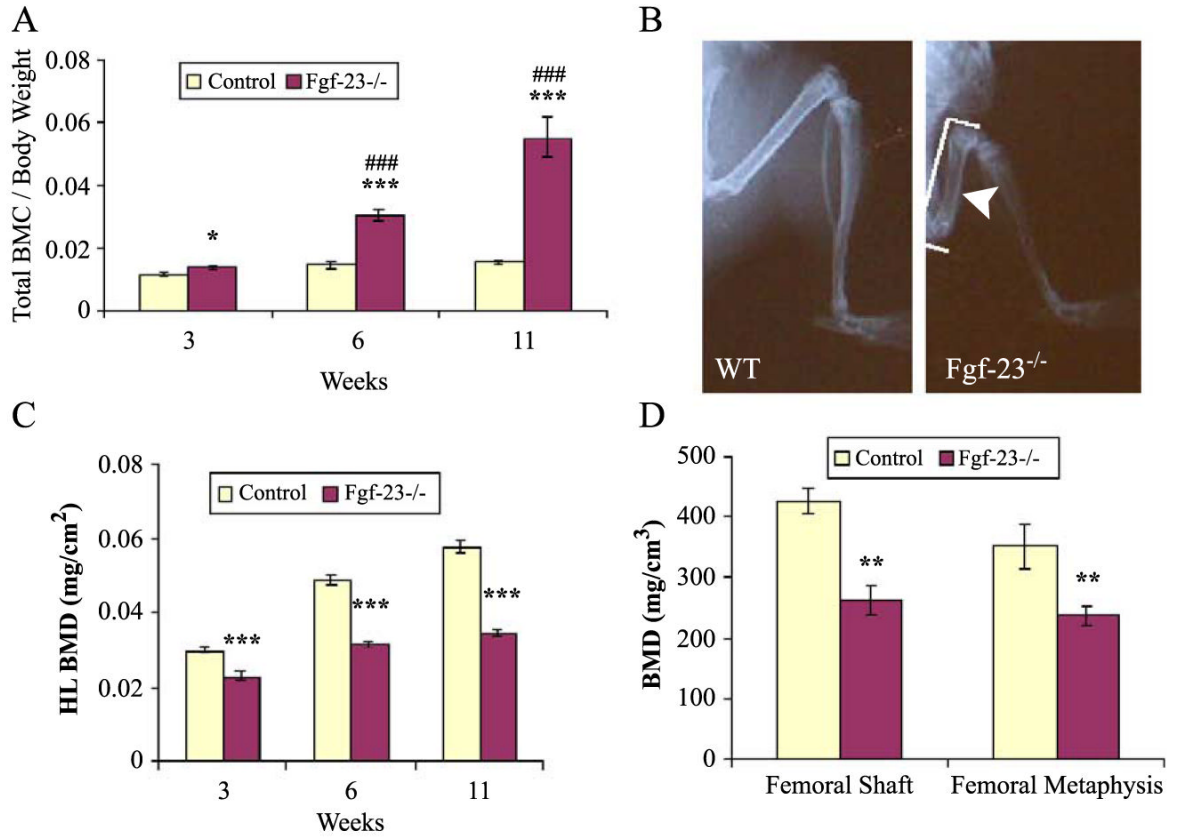 A
Total BMC / Body Weight
0.08
0.06
0.04
0.02
0
Control Fgf-23-/-
*
###
***
###
***
3 6 11
Weeks
B
WT
Fgf-23-/-
C
HL BMD (mg/cm2)
0.08
0.06
0.04
0.02
0
Control Fgf-23-/-
***
***
***
3 6 11
Weeks
D
BMD (mg/cm3)
500
400
300
200
100
0
Control Fgf-23-/-
**
**
Femoral Shaft Femoral Metaphysis